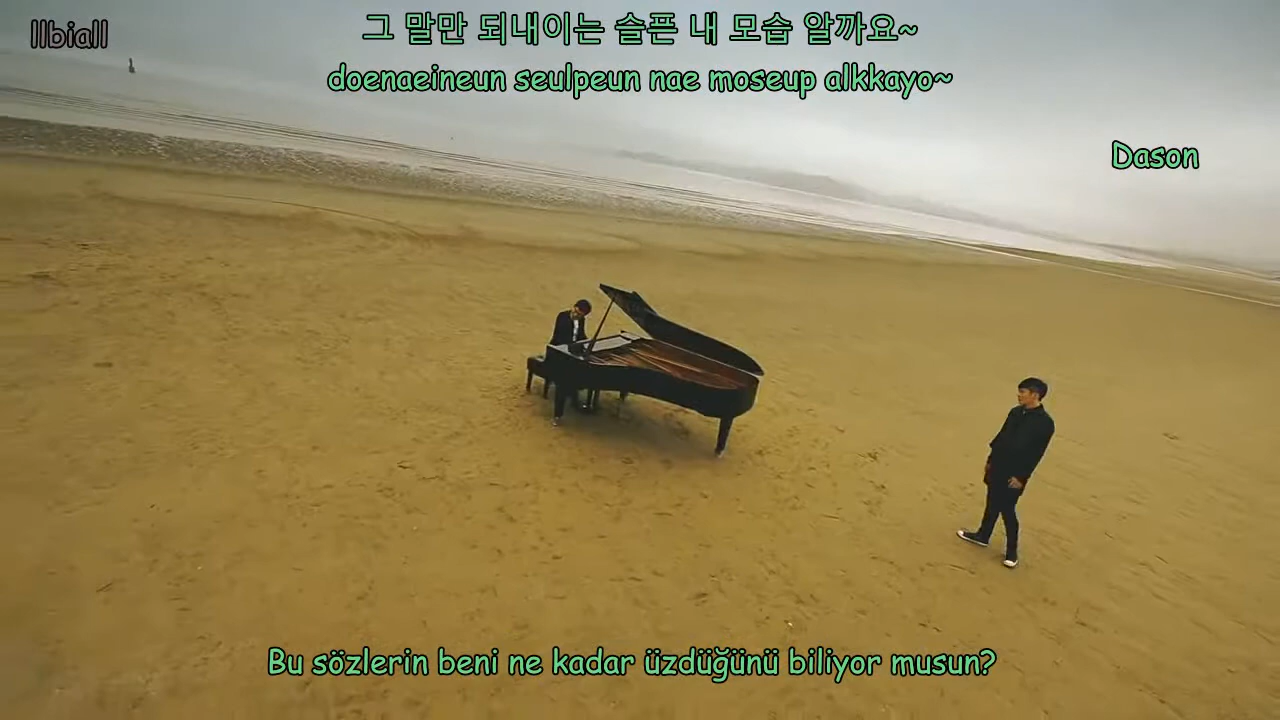 llbiall
그 말만 되내이는 슬픈 내 모습 알까요~
doenaeineun seulpeun nae moseup alkkayo~
Dason
Bu sözlerin beni ne kadar üzdüğünü biliyor musun?